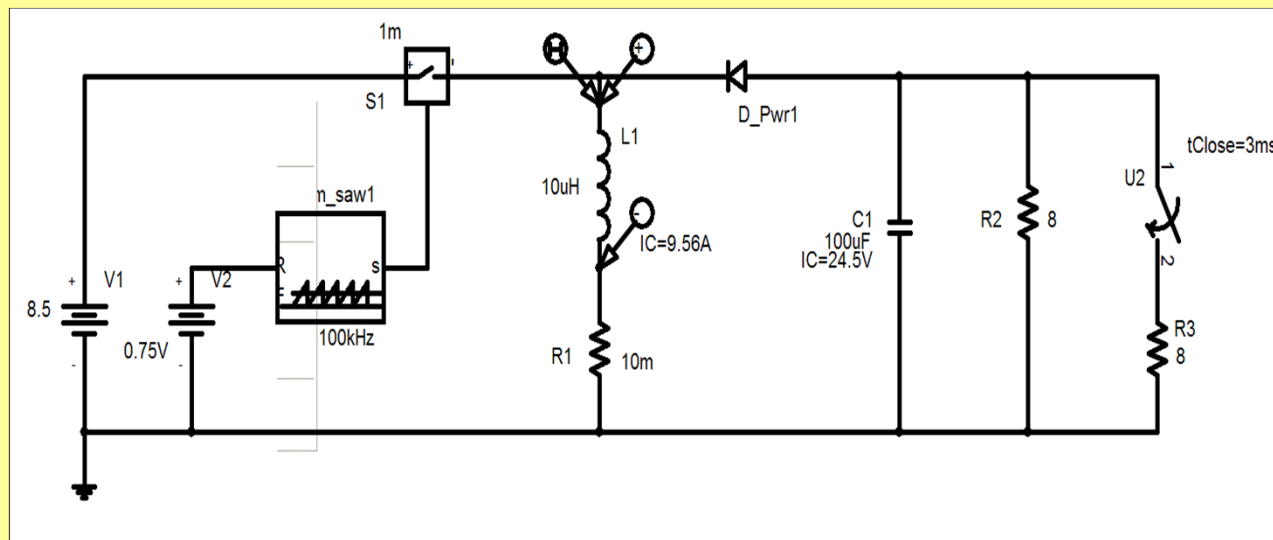 1m
S1
D_Pwr1
L1
10uH
IC=9.56A
R1
10m
C1
100uF
IC=24.5V
R2
8
tClose=3ms
U2
1
2
R3
8
m_saw1
R
E
s
100kHz
V1
8.5
V2
0.75V